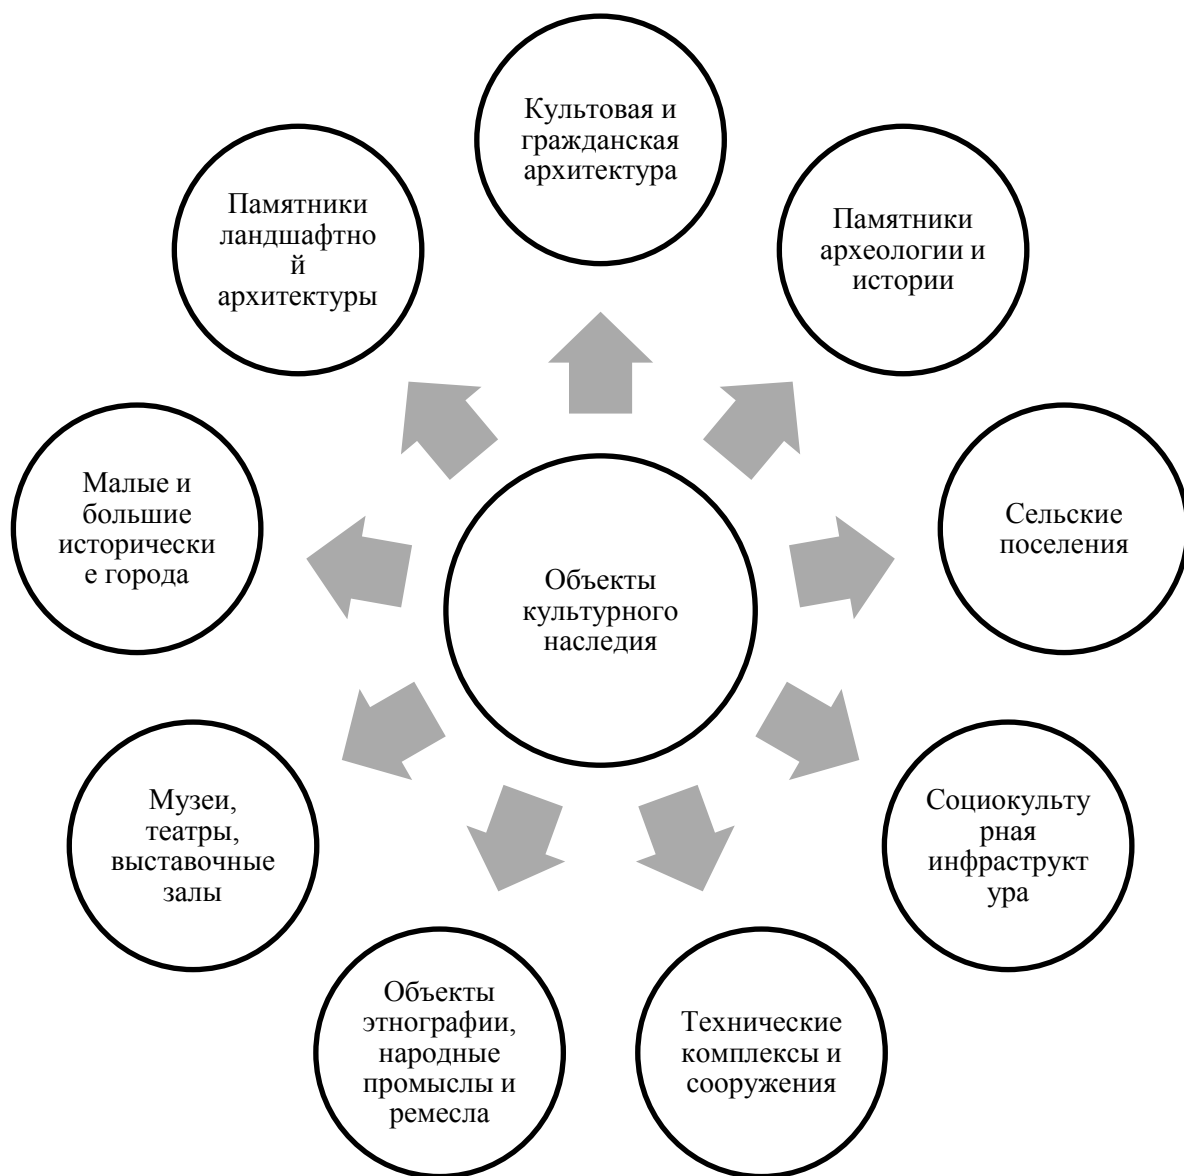 Культовая и
гражданская
архитектура
Памятники
ландшафтно
й
архитектуры
Памятники
археологии и
истории
Малые и
большие
исторически
е города
Сельские
поселения
Объекты
культурного
наследия
Музеи,
театры,
выставочные
залы
Социокульту
рная
инфраструкт
ура
Объекты
этнографии,
народные
промыслы и
ремесла
Технические
комплексы и
сооружения